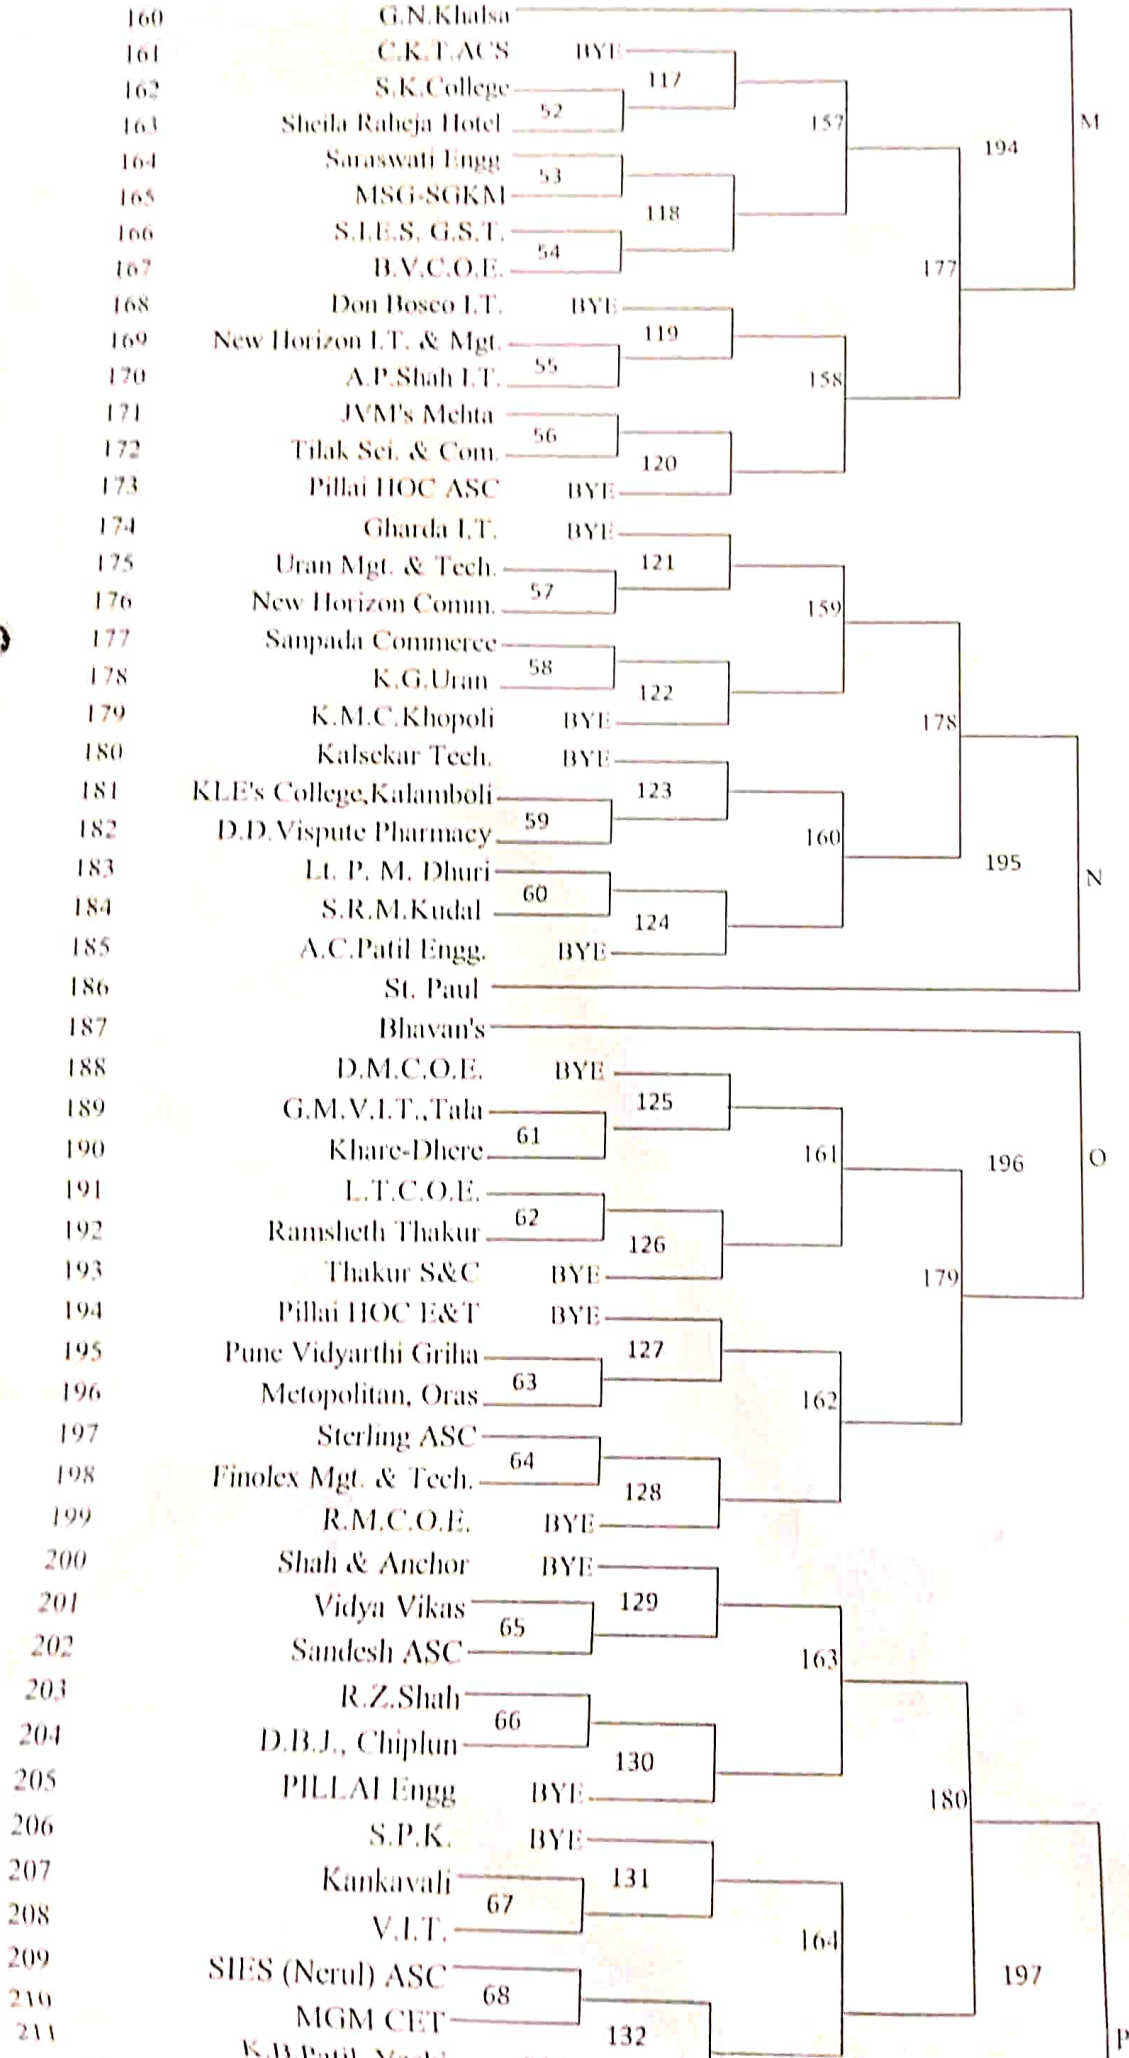 160 G.N.Khalsa
161 C.K.T.ACS BYE
117
162 S.K.College
52
163 Sheila Raheja Hotel
157
M
164 Saraswati Engg
194
53
165 MSG-SGKM
118
166 S.I.E.S. G.S.T.
54
167 B.V.C.O.E.
177
168 Don Bosco I.T. BYE
119
169 New Horizon I.T. & Mgt.
55
170 A.P.Shah I.T.
158
171 JVM's Mehta
56
172 Tilak Sci. & Com.
120
173 Pillai HOC ASC BYE
174 Gharda I.T. BYE
121
175 Uran Mgt. & Tech.
57
176 New Horizon Comm.
159
177 Sanpada Commerce
58
178 K.G.Uran
122
179 K.M.C.Khopoli BYE
178
180 Kalsekar Tech. BYE
123
181 KLE's College,Kalamboli
59
182 D.D.Vispute Pharmacy
160
183 Lt. P. M. Dhuri
195
N
60
184 S.R.M.Kudal
124
185 A.C.Patil Engg. BYE
186 St. Paul
187 Bhavan's
188 D.M.C.O.E. BYE
125
189 G.M.V.I.T.,Tala
61
190 Khare-Dhere
161
196
O
191 L.T.C.O.E.
62
192 Ramsheth Thakur
126
193 Thakur S&C BYE
179
194 Pillai HOC E&T BYE
127
195 Pune Vidyarthi Griha
63
196 Metopolitan, Oras
162
197 Sterling ASC
64
198 Finolex Mgt. & Tech.
128
199 R.M.C.O.E. BYE
200 Shah & Anchor BYE
129
201 Vidya Vikas
65
202 Sandesh ASC
163
203 R.Z.Shah
66
204 D.B.J., Chiplun
130
205 PILLAI Engg BYE
180
206 S.P.K. BYE
131
207 Kankavali
67
208 V.I.T.
164
209 SIES (Nerul) ASC
197
68
210 MGM CET
132
P
211 K.B.Patil,